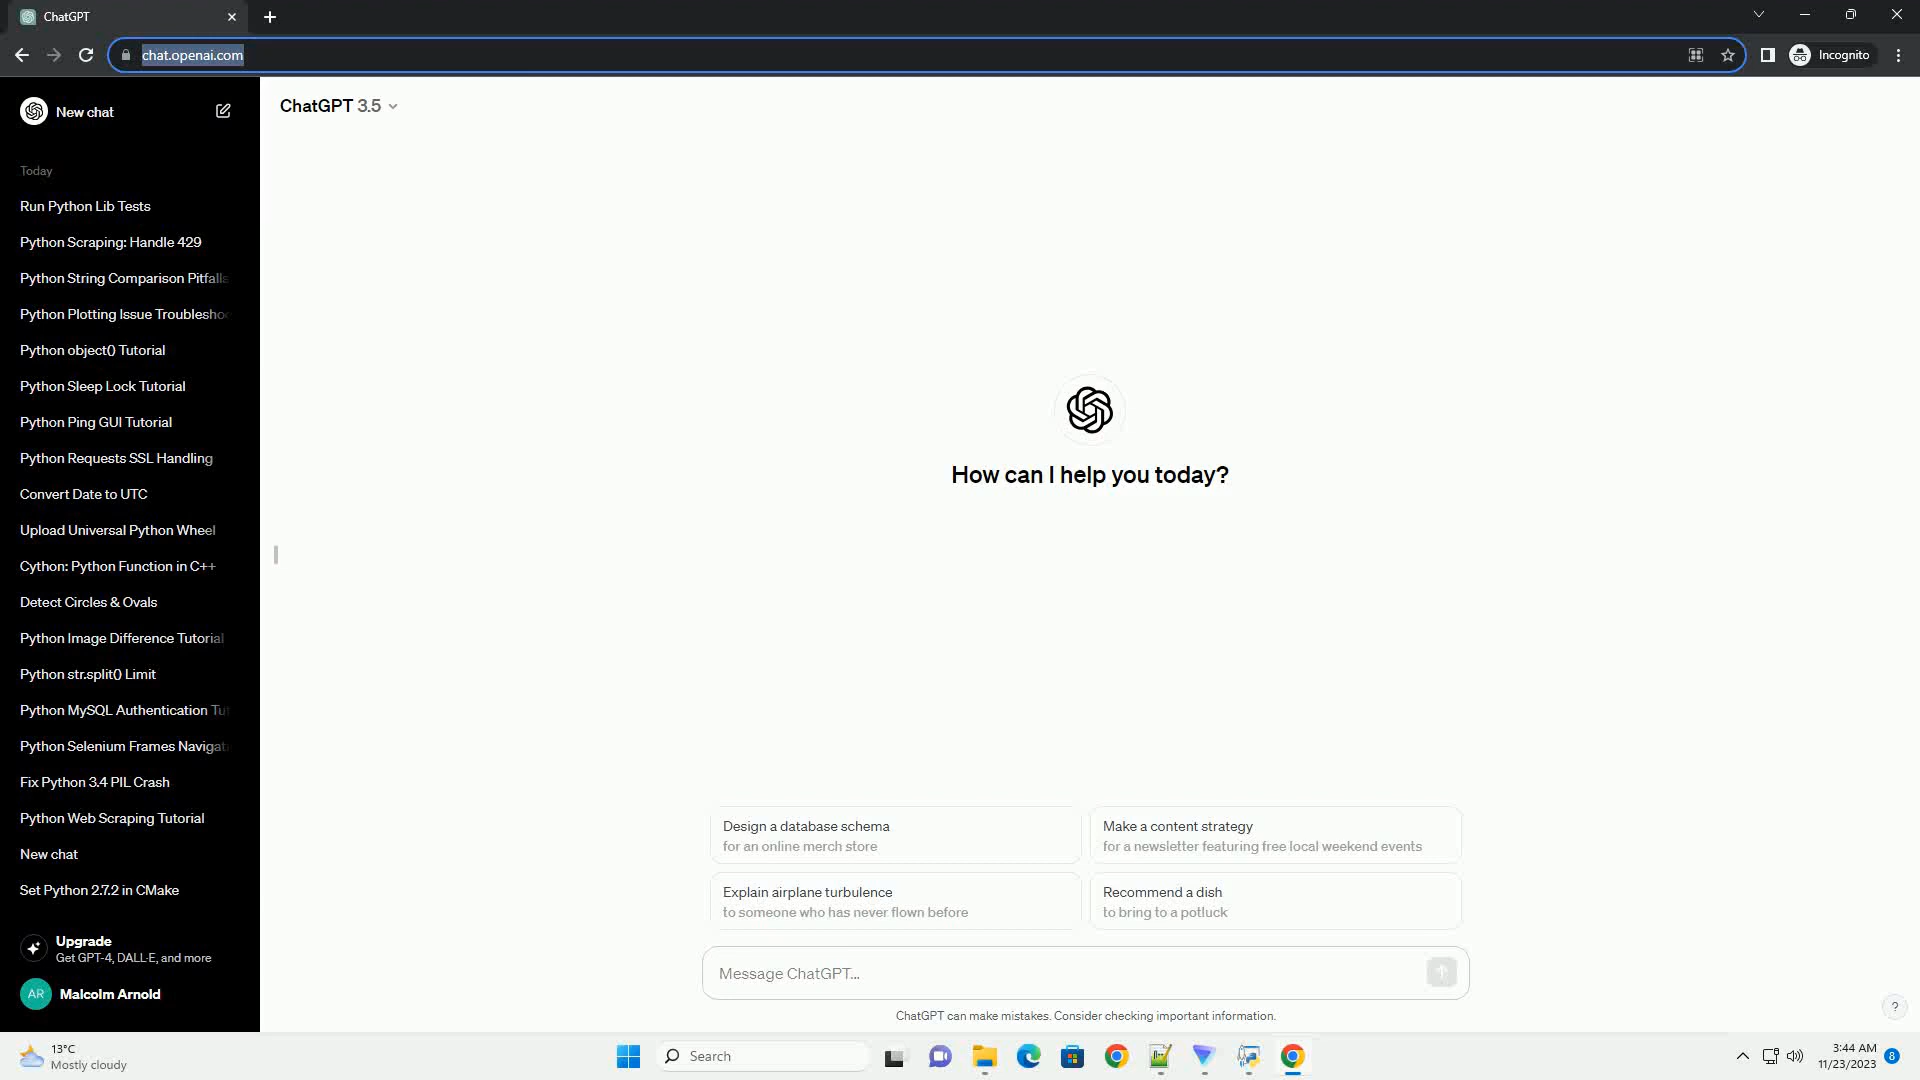 ChatGPT
chat.openai.com
Incognito
New chat
Today
Run Python Lib Tests
Python Scraping: Handle 429
Python String Comparison Pitfalls
Python Plotting Issue Troublesho
Python object() Tutorial
Python Sleep Lock Tutorial
Python Ping GUI Tutorial
Python Requests SSL Handling
Convert Date to UTC
Upload Universal Python Wheel
Cython: Python Function in C++
Detect Circles & Ovals
Python Image Difference Tutorial
Python str.split() Limit
Python MySQL Authentication Tut
Python Selenium Frames Navigat
Fix Python 3.4 PIL Crash
Python Web Scraping Tutorial
New chat
Set Python 2.7.2 in CMake
Upgrade
Get GPT-4, DALL·E, and more
AR
Malcolm Arnold
ChatGPT 3.5
How can I help you today?
Design a database schema
for an online merch store
Make a content strategy
for a newsletter featuring free local weekend events
Explain airplane turbulence
to someone who has never flown before
Recommend a dish
to bring to a potluck
Message ChatGPT...
ChatGPT can make mistakes. Consider checking important information.
?
13°C
Mostly cloudy
Search
3:44 AM
11/23/2023
8